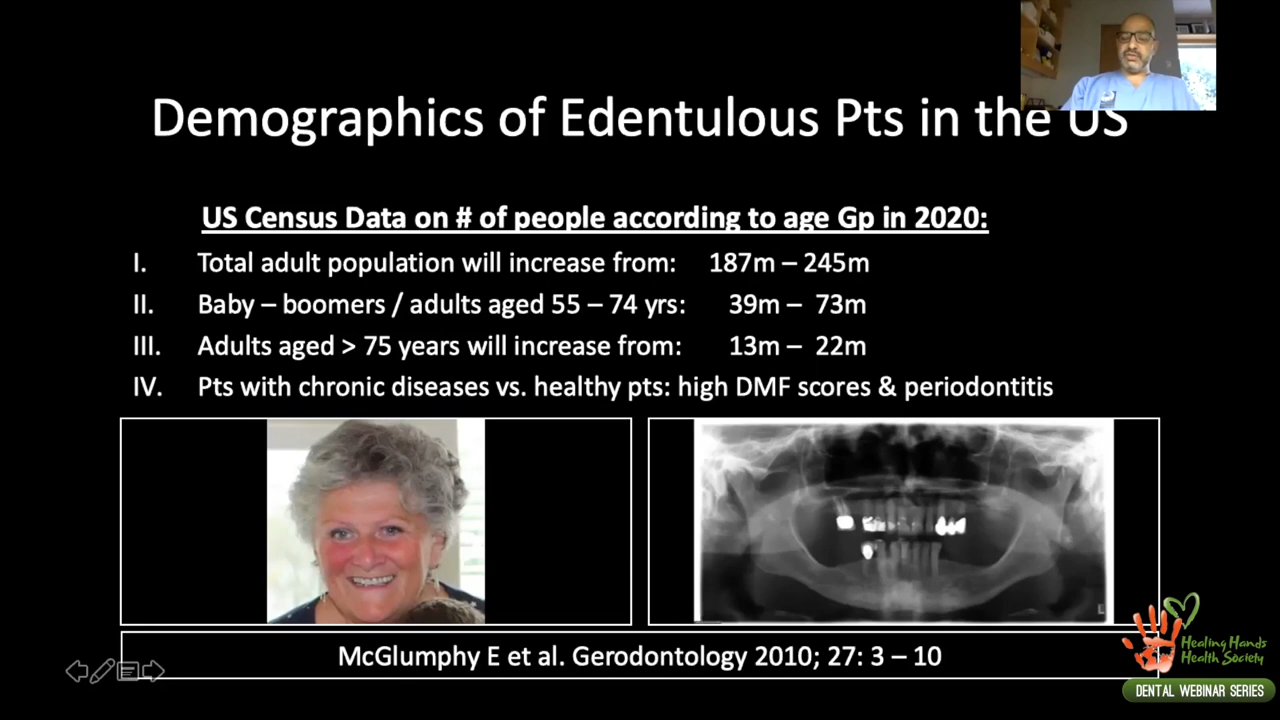 Demographics of Edentulous Pts in the US
US Census Data on # of people according to age Gp in 2020:
I. Total adult population will increase from: 187m – 245m
II. Baby – boomers / adults aged 55 – 74 yrs: 39m – 73m
III. Adults aged > 75 years will increase from: 13m – 22m
IV. Pts with chronic diseases vs. healthy pts: high DMF scores & periodontitis
L
McGlumphy E et al. Gerodontology 2010; 27: 3 – 10
Healing Hands
Health Society
DENTAL WEBINAR SERIES